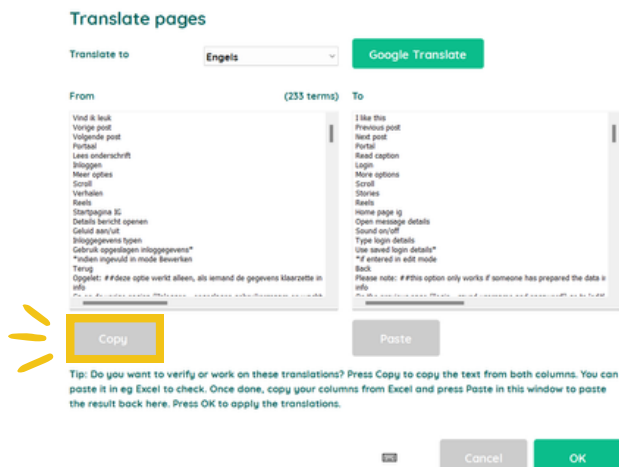 Translate pages
Translate to
Engels
Google Translate
From
(233 terms)
To
Vind ik leuk
Vorige post
Volgende post
Portaal
Lees onderschrift
Inloggen
Meer opties
Scroll
Verhalen
Reels
Startpagina IG
Details bericht openen
Geluid aan/uit
Inloggegevens typen
Gebruik opgeslagen inloggegevens*
*indien ingevuld in mode Bewerken
Terug
Opgelet: ##deze optie werkt alleen, als iemand de gegevens klaarzette in
info
I like this
Previous post
Next post
Portal
Read caption
Login
More options
Scroll
Stories
Reels
Home page ig
Open message details
Sound on/off
Type login details
Use saved login details*
*if entered in edit mode
Back
Please note: ##this option only works if someone has prepared the data i
info
Copy
Paste
Tip: Do you want to verify or work on these translations? Press Copy to copy the text from both columns. You can
paste it in eg Excel to check. Once done, copy your columns from Excel and press Paste in this window to paste
the result back here. Press OK to apply the translations.
Cancel
OK